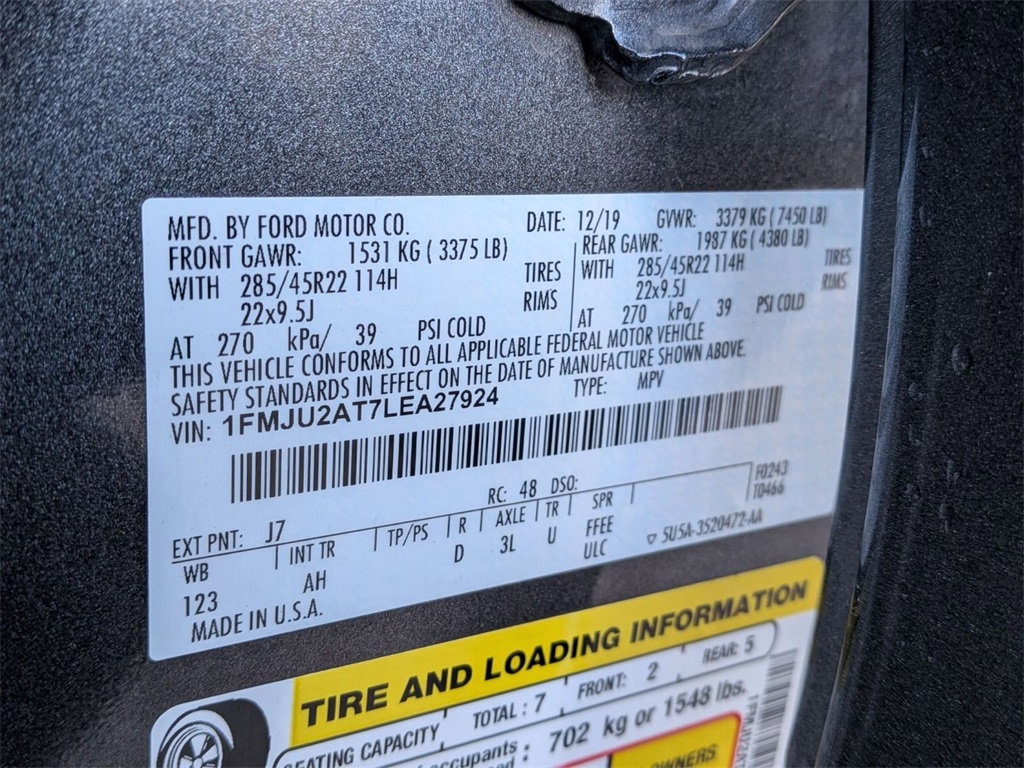 MFD. BY FORD MOTOR CO. DATE: 12/19 GVWR: 3379 KG ( 7450 LB)
FRONT GAWR: 1531 KG ( 3375 LB) REAR GAWR: 1987 KG ( 4380 LB)
WITH 285/45R22 114H TIRES WITH 285/45R22 114H TIRES
22x9.5J RIMS 22x9.5J RIMS
AT 270 kPa/ 39 PSI COLD AT 270 kPa/ 39 PSI COLD
THIS VEHICLE CONFORMS TO ALL APPLICABLE FEDERAL MOTOR VEHICLE
SAFETY STANDARDS IN EFFECT ON THE DATE OF MANUFACTURE SHOWN ABOVE.
VIN: 1FMJU2AT7LEA27924 TYPE: MPV
F0243
EXT PNT: J7 RC: 48 DSO: T0466
WB INT TR TP/PS R AXLE TR SPR
123 AH D 3L U FFEE
ULC 5U5A-3520472-AA
MADE IN U.S.A.
TIRE AND LOADING INFORMATION
SEATING CAPACITY TOTAL : 7 FRONT: 2 REAR: 5
occupants : 702 kg or 1548 lbs.
OWNERS